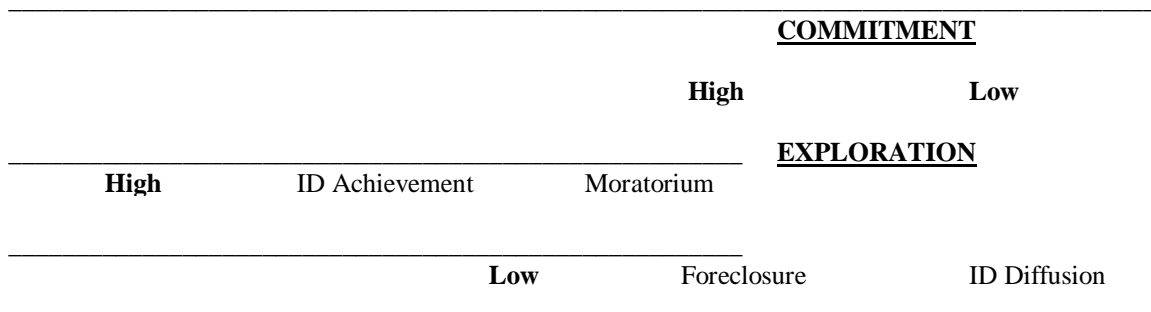 COMMITMENT
High Low
EXPLORATION
High ID Achievement Moratorium
Low Foreclosure ID Diffusion